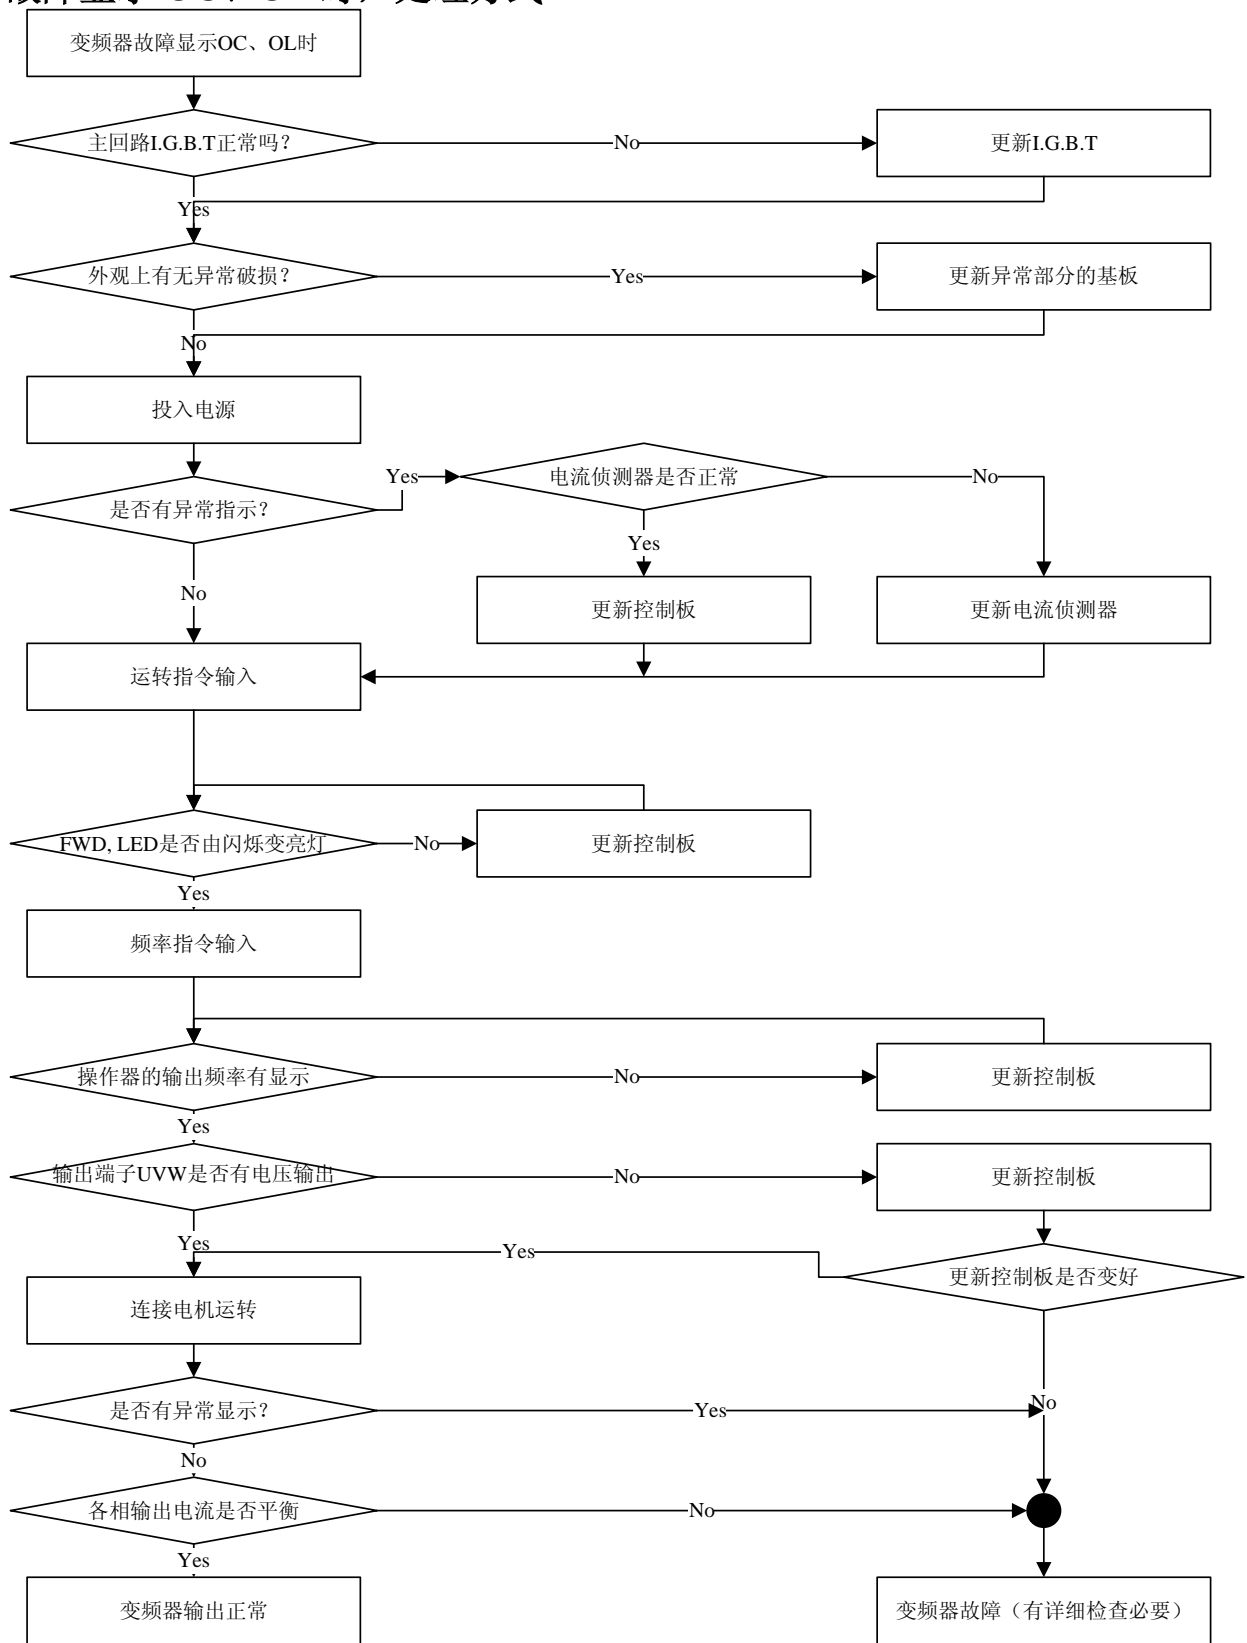 变频器故障显示OC、OL时
主回路I.G.B.T正常吗?
No
更新I.G.B.T
Yes
外观上有无异常破损?
Yes
更新异常部分的基板
No
投入电源
是否有异常指示?
Yes
电流侦测器是否正常
No
Yes
No
更新控制板
更新电流侦测器
运转指令输入
FWD, LED是否由闪烁变亮灯
No
更新控制板
Yes
频率指令输入
操作器的输出频率有显示
No
更新控制板
Yes
输出端子UVW是否有电压输出
No
更新控制板
Yes
Yes
更新控制板是否变好
连接电机运转
No
是否有异常显示?
Yes
No
各相输出电流是否平衡
No
Yes
变频器输出正常
变频器故障（有详细检查必要）